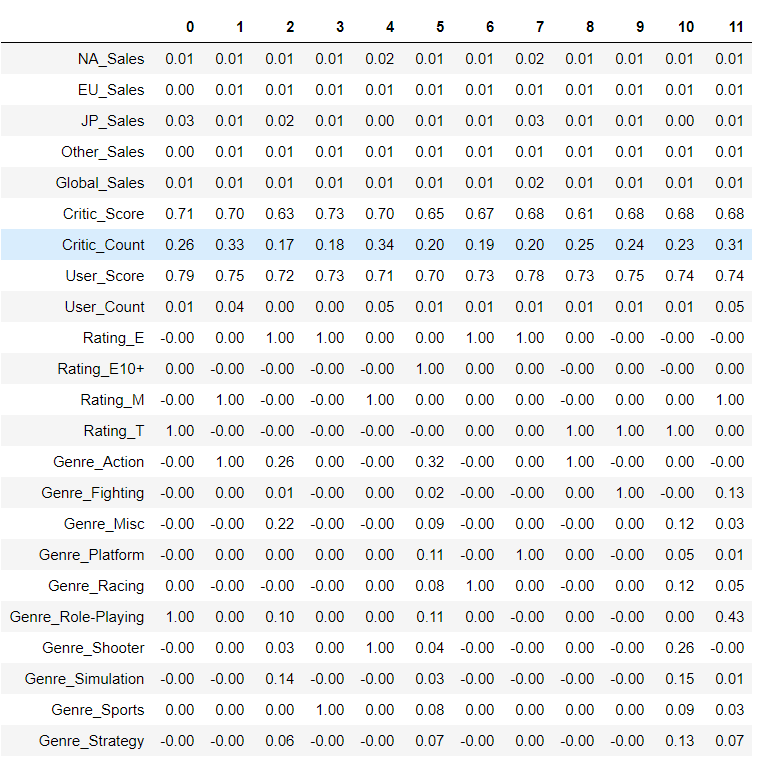 0 1 2 3 4 5 6 7 8 9 10 11
NA_Sales 0.01 0.01 0.01 0.01 0.02 0.01 0.01 0.02 0.01 0.01 0.01 0.01
EU_Sales 0.00 0.01 0.01 0.01 0.01 0.01 0.01 0.01 0.01 0.01 0.01 0.01
JP_Sales 0.03 0.01 0.02 0.01 0.00 0.01 0.01 0.03 0.01 0.01 0.00 0.01
Other_Sales 0.00 0.01 0.01 0.01 0.01 0.01 0.01 0.01 0.01 0.01 0.01 0.01
Global_Sales 0.01 0.01 0.01 0.01 0.01 0.01 0.01 0.02 0.01 0.01 0.01 0.01
Critic_Score 0.71 0.70 0.63 0.73 0.70 0.65 0.67 0.68 0.61 0.68 0.68 0.68
Critic_Count 0.26 0.33 0.17 0.18 0.34 0.20 0.19 0.20 0.25 0.24 0.23 0.31
User_Score 0.79 0.75 0.72 0.73 0.71 0.70 0.73 0.78 0.73 0.75 0.74 0.74
User_Count 0.01 0.04 0.00 0.00 0.05 0.01 0.01 0.01 0.01 0.01 0.01 0.05
Rating_E -0.00 0.00 1.00 1.00 0.00 0.00 1.00 1.00 0.00 -0.00 -0.00 -0.00
Rating_E10+ 0.00 -0.00 -0.00 -0.00 -0.00 1.00 0.00 0.00 -0.00 0.00 -0.00 0.00
Rating_M -0.00 1.00 -0.00 -0.00 1.00 0.00 0.00 0.00 -0.00 0.00 0.00 1.00
Rating_T 1.00 -0.00 -0.00 -0.00 -0.00 -0.00 0.00 0.00 1.00 1.00 1.00 0.00
Genre_Action -0.00 1.00 0.26 0.00 -0.00 0.32 -0.00 0.00 1.00 -0.00 0.00 -0.00
Genre_Fighting -0.00 0.00 0.01 -0.00 0.00 0.02 -0.00 -0.00 0.00 1.00 -0.00 0.13
Genre_Misc -0.00 -0.00 0.22 -0.00 -0.00 0.09 -0.00 0.00 -0.00 0.00 0.12 0.03
Genre_Platform -0.00 0.00 0.00 0.00 0.00 0.11 -0.00 1.00 0.00 -0.00 0.05 0.01
Genre_Racing 0.00 -0.00 -0.00 -0.00 0.00 0.08 1.00 0.00 -0.00 0.00 0.12 0.05
Genre_Role-Playing 1.00 0.00 0.10 0.00 0.00 0.11 0.00 -0.00 0.00 -0.00 0.00 0.43
Genre_Shooter -0.00 0.00 0.03 0.00 1.00 0.04 -0.00 -0.00 0.00 0.00 0.26 -0.00
Genre_Simulation -0.00 -0.00 0.14 -0.00 -0.00 0.03 -0.00 -0.00 -0.00 -0.00 0.15 0.01
Genre_Sports 0.00 0.00 0.00 1.00 0.00 0.08 -0.00 0.00 -0.00 0.00 0.09 0.03
Genre_Strategy -0.00 -0.00 0.06 -0.00 -0.00 0.07 -0.00 0.00 -0.00 -0.00 0.13 0.07